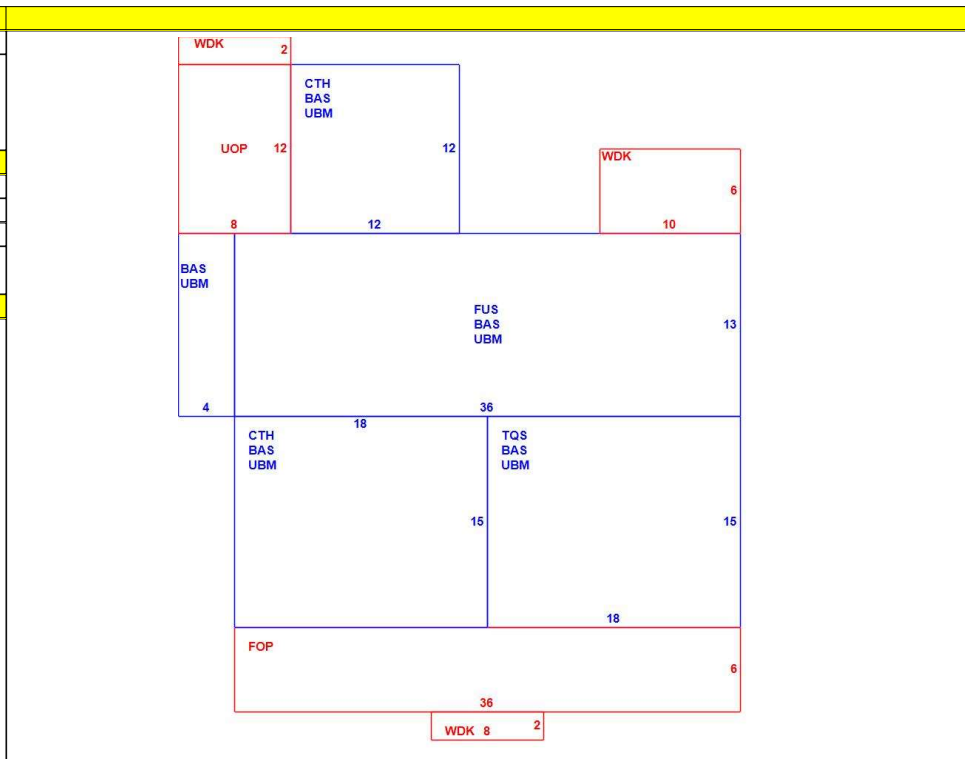 WDK 2
CTH
BAS
UBM
UOP 12
12
WDK
6
8
12
10
BAS
UBM
FUS
BAS
UBM
13
4
36
18
CTH
BAS
UBM
TQS
BAS
UBM
15
15
18
FOP
6
36
WDK 8 2